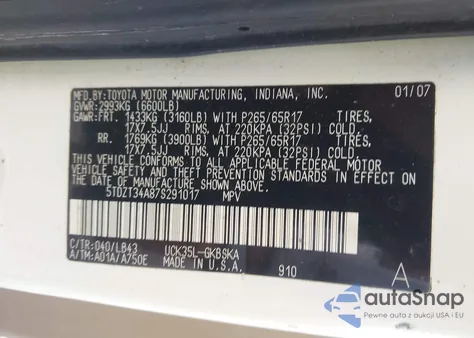 MFD.BY:TOYOTA MOTOR MANUFACTURING, INDIANA, INC. 01/07
GVWR:2993KG (6600LB)
GAWR:FRT. 1433KG (3160LB) WITH P265/65R17 TIRES,
17X7.5JJ RIMS, AT 220KPA (32PSI) COLD.
RR. 1769KG (3900LB) WITH P265/65R17 TIRES,
17X7.5JJ RIMS, AT 220KPA (32PSI) COLD.
THIS VEHICLE CONFORMS TO ALL APPLICABLE FEDERAL MOTOR
VEHICLE SAFETY AND THEFT PREVENTION STANDARDS IN EFFECT
ON THE DATE OF MANUFACTURE SHOWN ABOVE.
5TDZT34A87S291017 MPV
C/TR:040/LB43 UCK35L-GKBSKA
A/TM:A01A/A750E MADE IN U.S.A. 910 A
autoSnap
Pewne auta z aukcji USA i EU